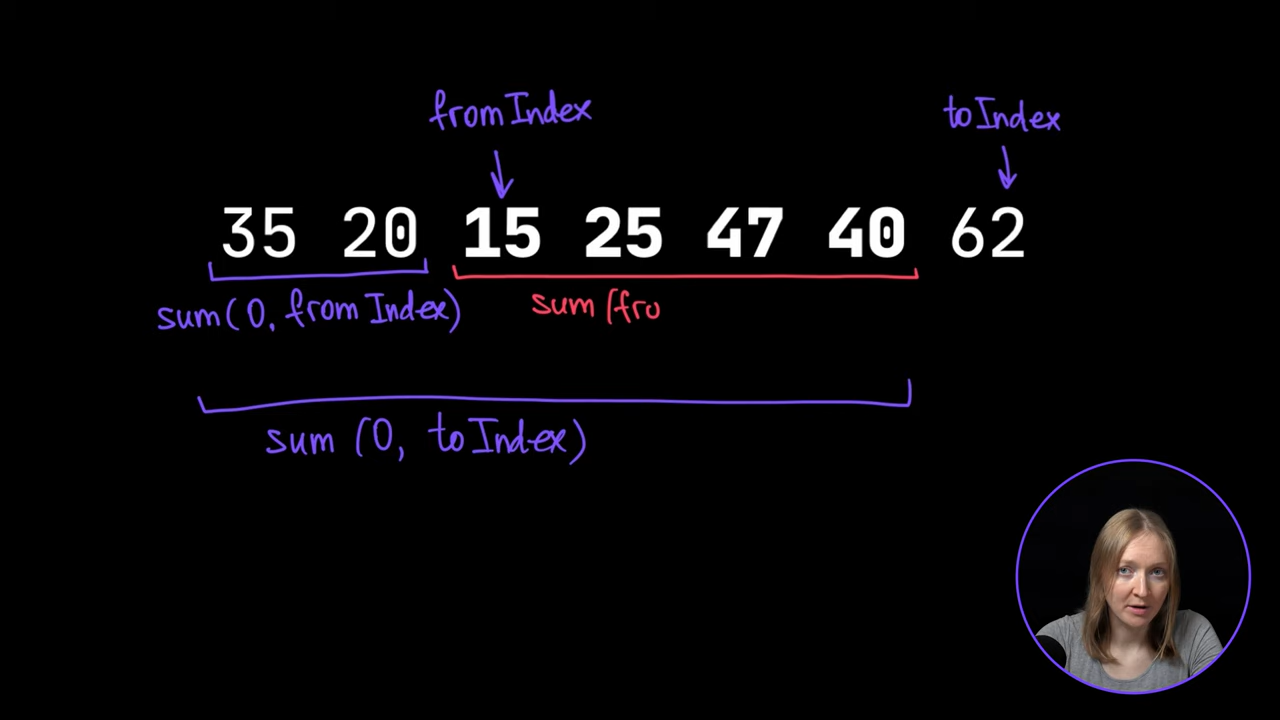 fromIndex toIndex
35 20 15 25 47 40 62
sum(0, fromIndex) sum(fro
sum (0, toIndex)